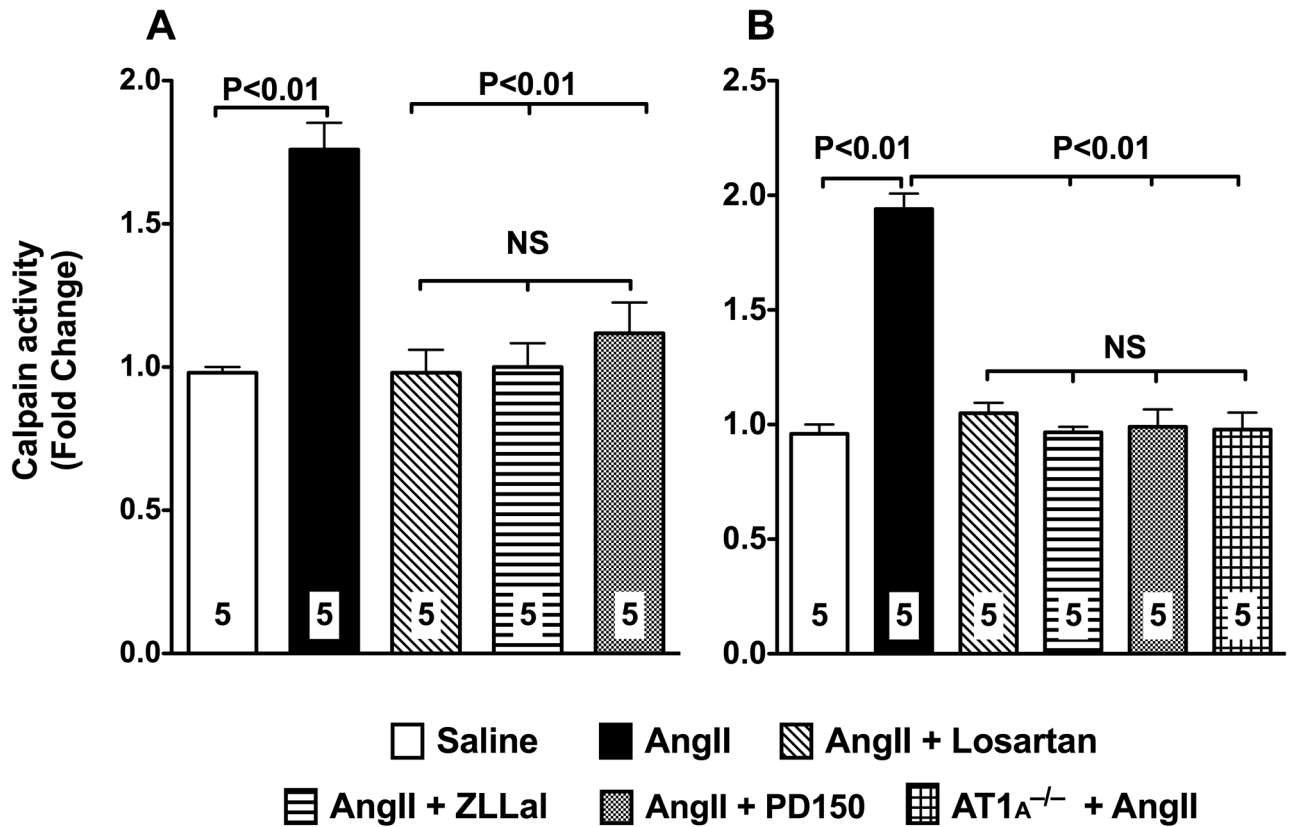 A
B
Calpain activity
(Fold Change)
2.0
1.5
1.0
0.5
0.0
P<0.01
P<0.01
NS
5
5
5
5
5
2.5
2.0
1.5
1.0
0.5
0.0
P<0.01
P<0.01
NS
5
5
5
5
5
5
Saline AngII AngII + Losartan
AngII + ZLLal AngII + PD150 AT1A−/− + AngII